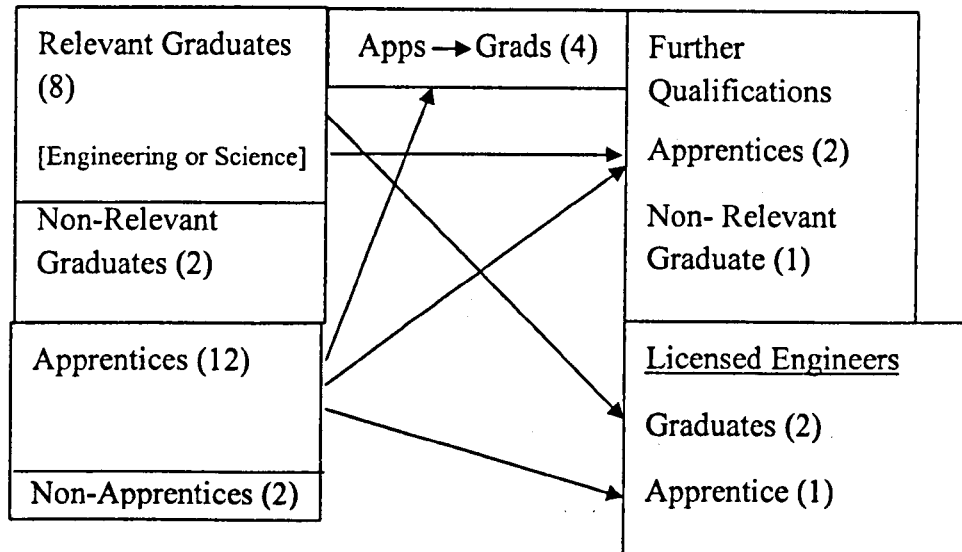 Relevant Graduates
(8)
[Engineering or Science]
Non-Relevant
Graduates (2)
Apprentices (12)
Non-Apprentices (2)
Apps → Grads (4)
Further
Qualifications
Apprentices (2)
Non- Relevant
Graduate (1)
Licensed Engineers
Graduates (2)
Apprentice (1)